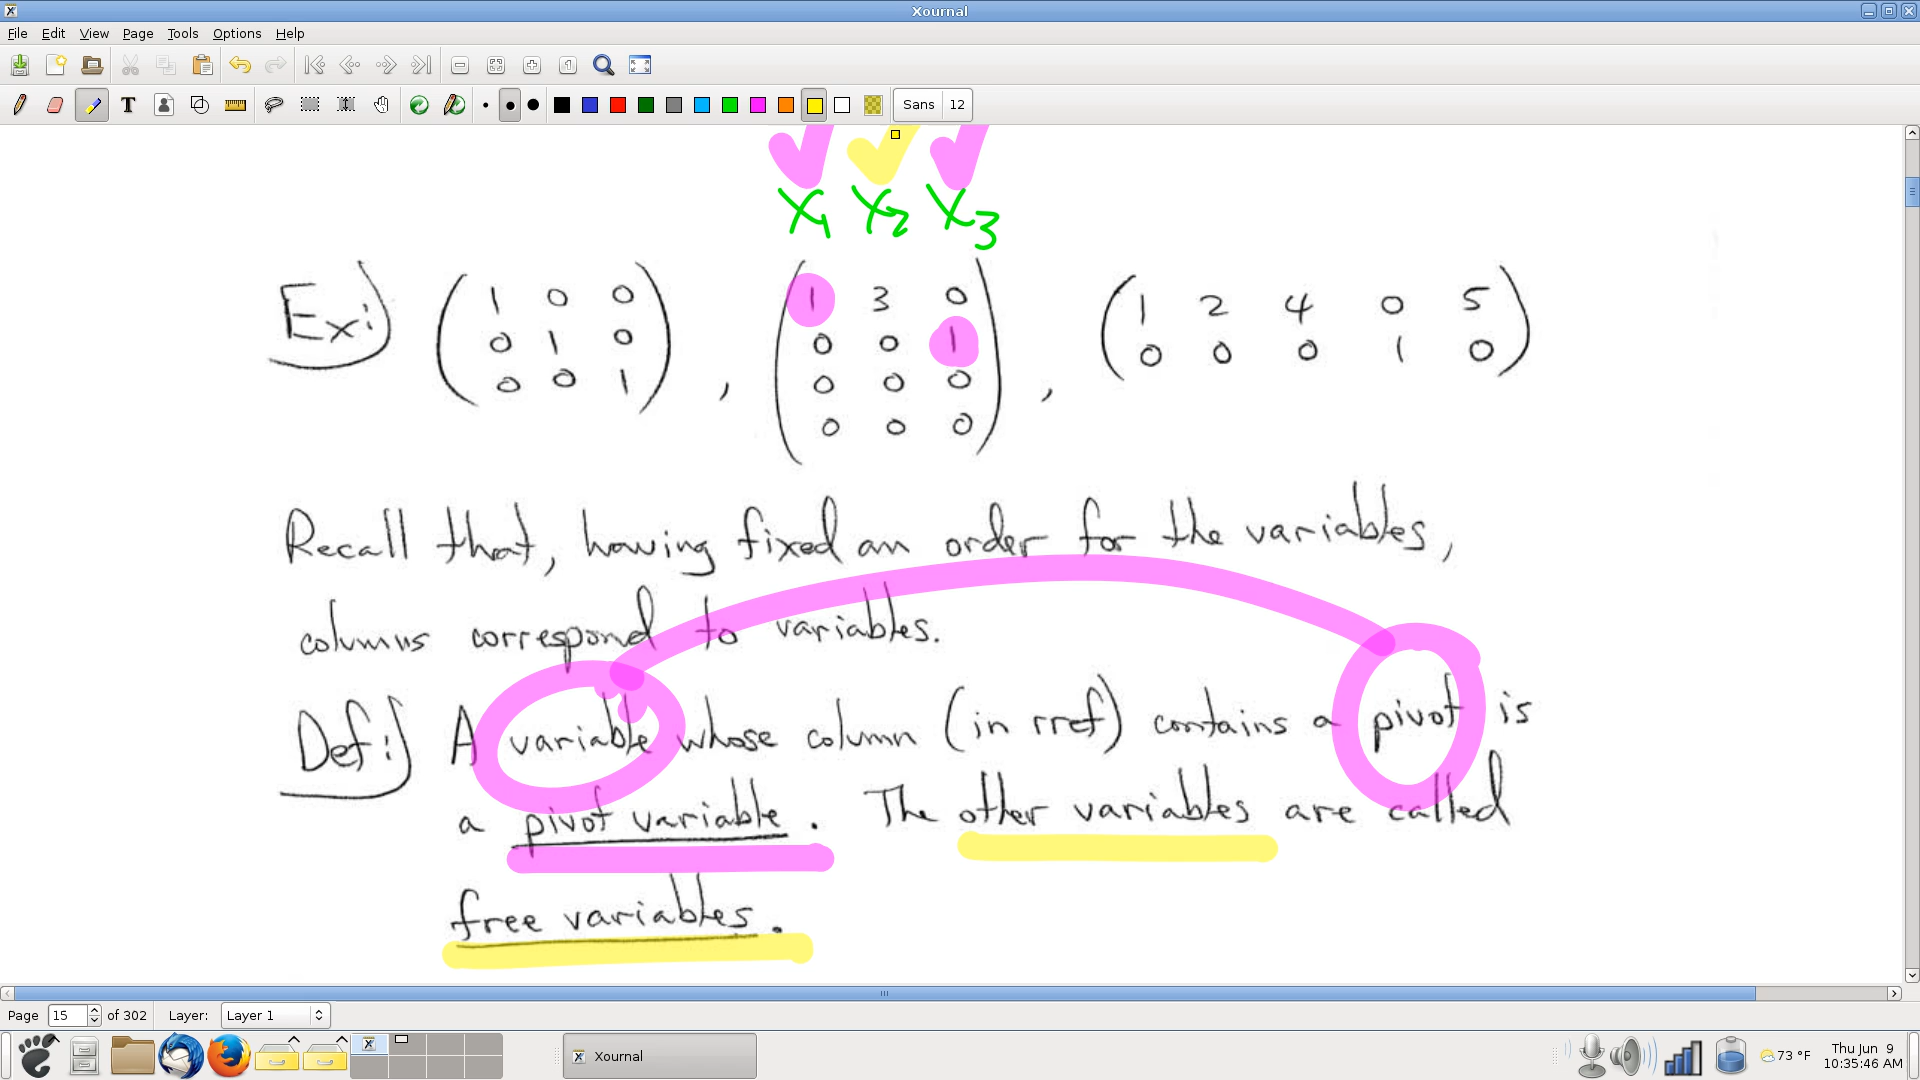 Xournal
File Edit View Page Tools Options Help
T Sans 12
X1 X2 X3
Ex:) ( 1 0 0 ( 1 3 0 ( 1 2 4 0 5
0 1 0 0 0 1 0 0 0 1 0 )
0 0 1 ) , 0 0 0 ,
0 0 0 )
Recall that, having fixed an order for the variables,
columns correspond to variables.
Def:) A variable whose column (in rref) contains a pivot is
a pivot variable. The other variables are called
free variables.
Page 15 of 302 Layer: Layer 1
Xournal
73 °F
Thu Jun 9
10:35:46 AM